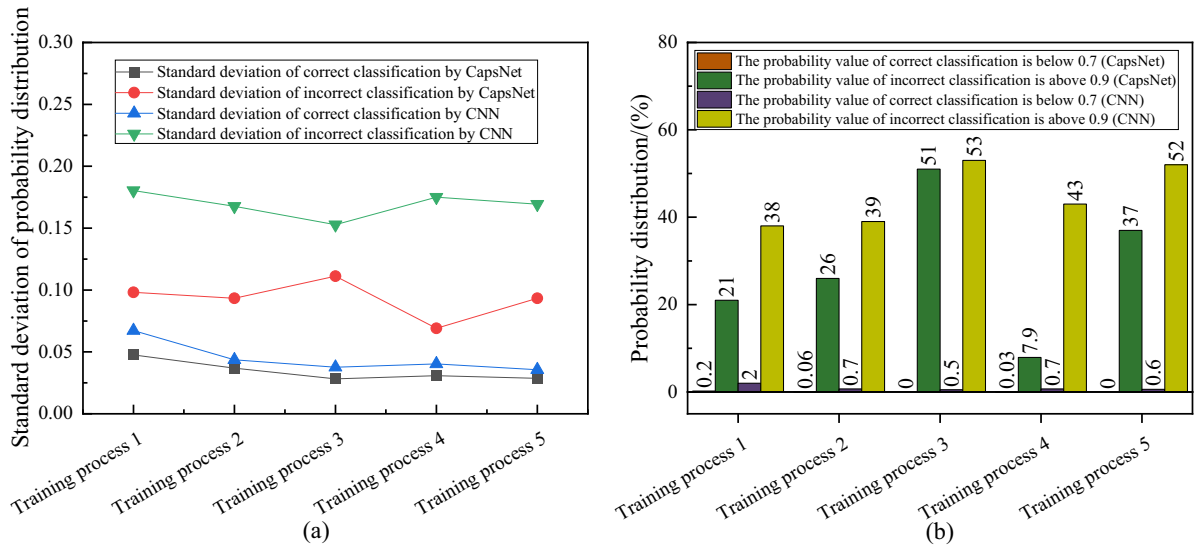 Standard deviation of probability distribution
0.30
0.25
0.20
0.15
0.10
0.05
0.00
Standard deviation of correct classification by CapsNet
Standard deviation of incorrect classification by CapsNet
Standard deviation of correct classification by CNN
Standard deviation of incorrect classification by CNN
Training process 1
Training process 2
Training process 3
Training process 4
Training process 5
(a)
Probability distribution/(%)
80
60
40
20
0
The probability value of correct classification is below 0.7 (CapsNet)
The probability value of incorrect classification is above 0.9 (CapsNet)
The probability value of correct classification is below 0.7 (CNN)
The probability value of incorrect classification is above 0.9 (CNN)
0.2
21
2
38
0.06
26
0.7
39
0
51
0.5
53
0.03
7.9
0.7
43
0
37
0.6
52
Training process 1
Training process 2
Training process 3
Training process 4
Training process 5
(b)